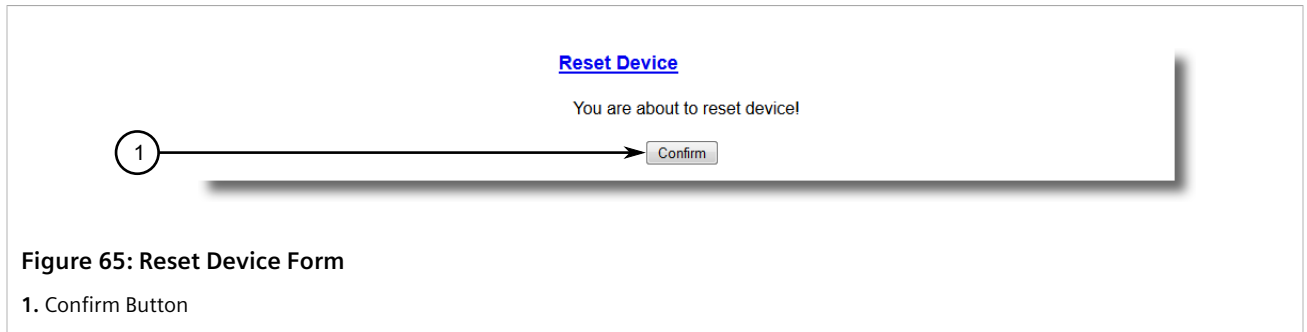 Reset Device
You are about to reset device!
1
Confirm
Figure 65: Reset Device Form
1. Confirm Button